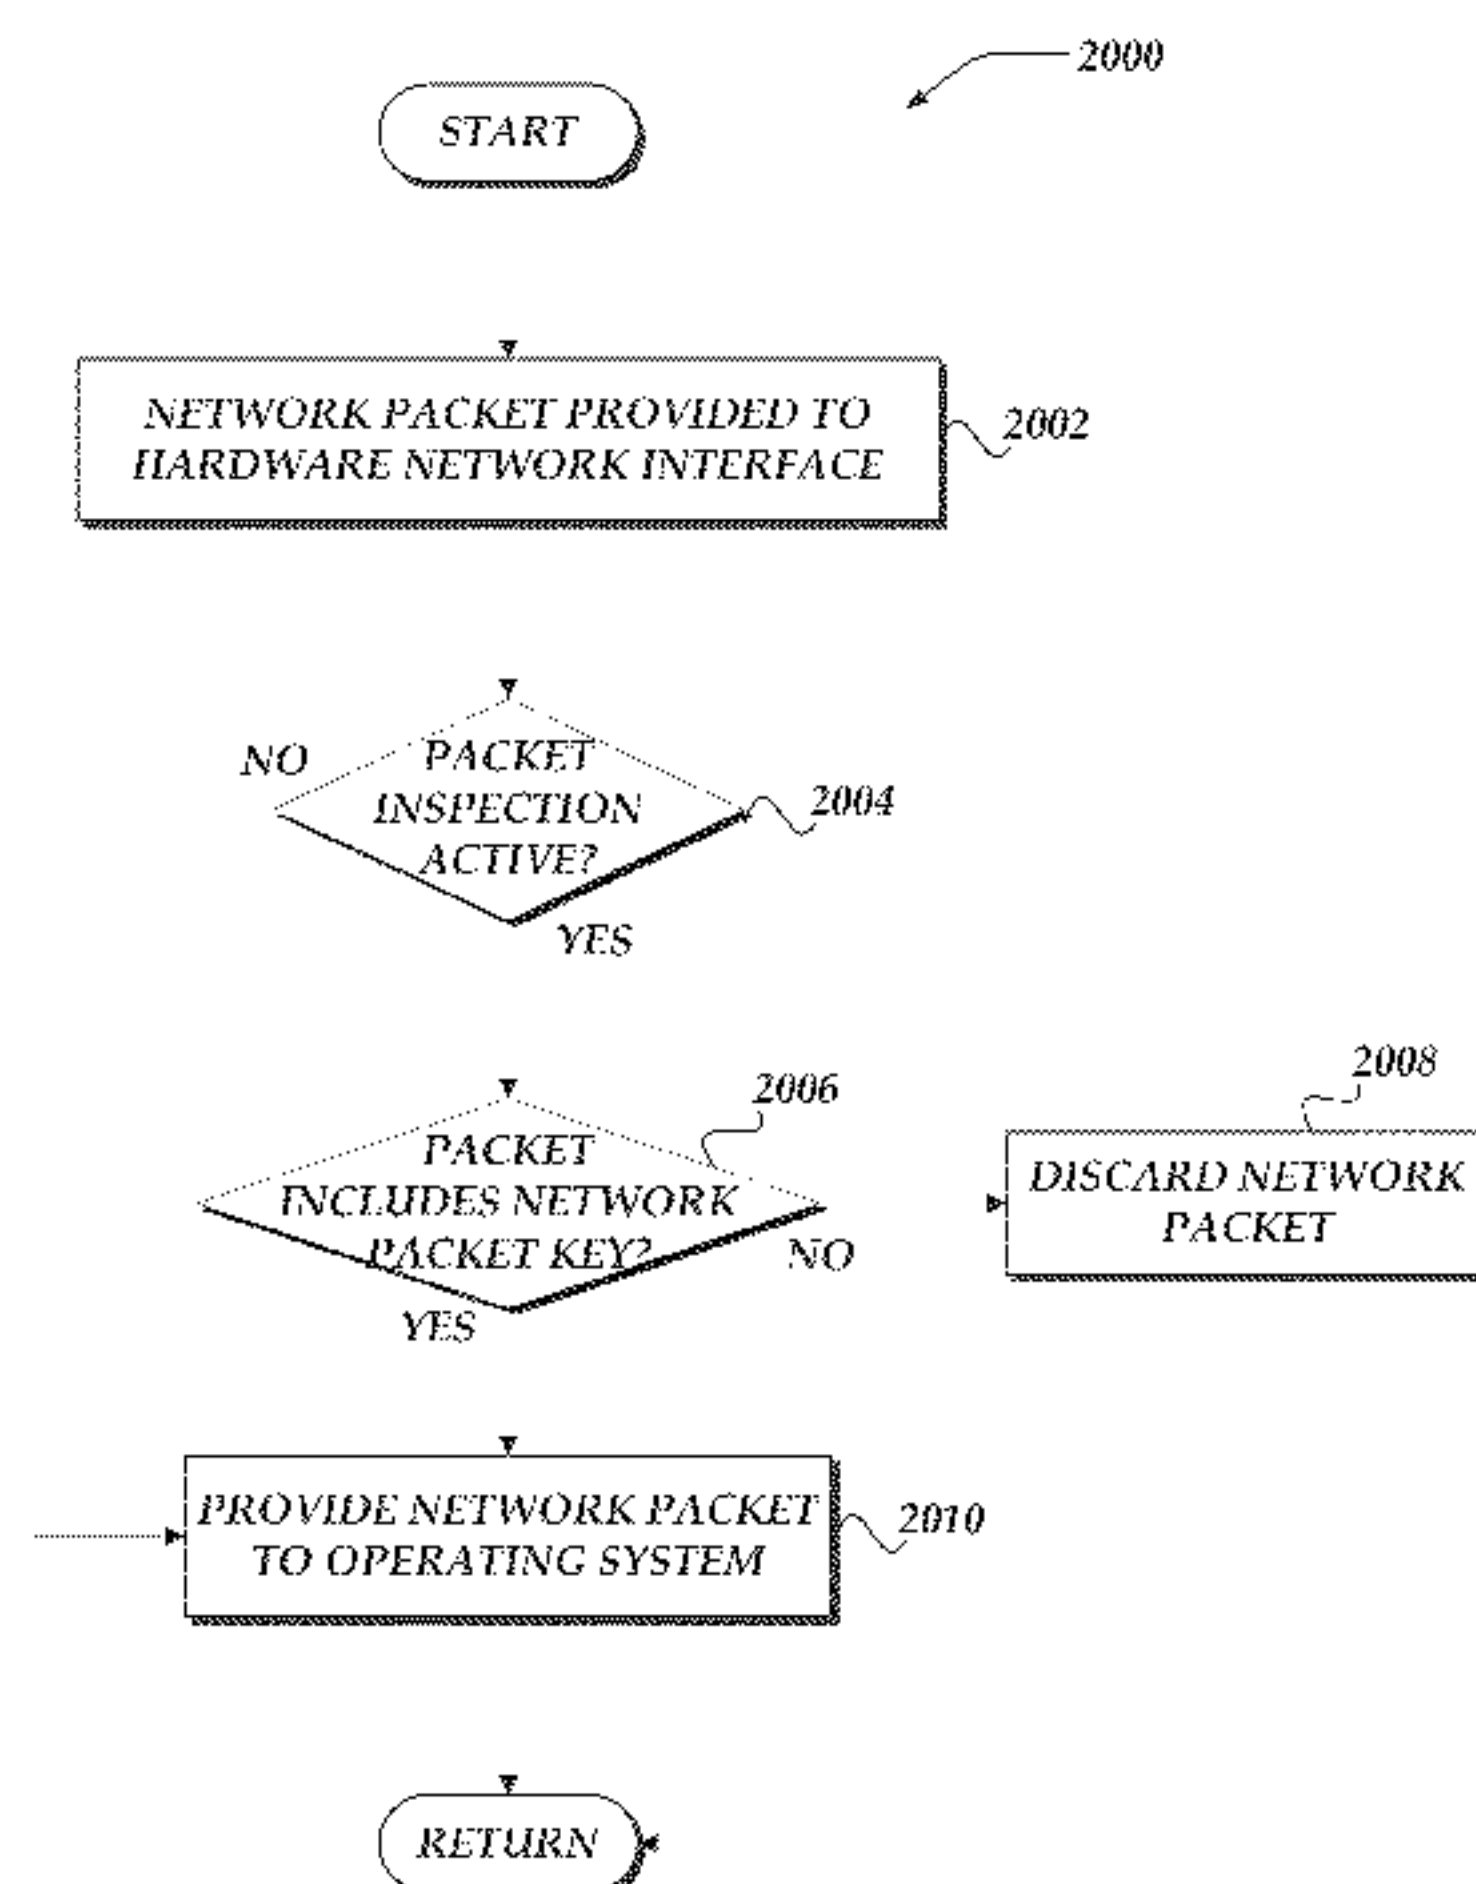 2000
START
NETWORK PACKET PROVIDED TO
HARDWARE NETWORK INTERFACE
2002
NO
PACKET
INSPECTION
ACTIVE?
2004
YES
2006
2008
PACKET
INCLUDES NETWORK
PACKET KEY?
NO
YES
DISCARD NETWORK
PACKET
PROVIDE NETWORK PACKET
TO OPERATING SYSTEM
2010
RETURN